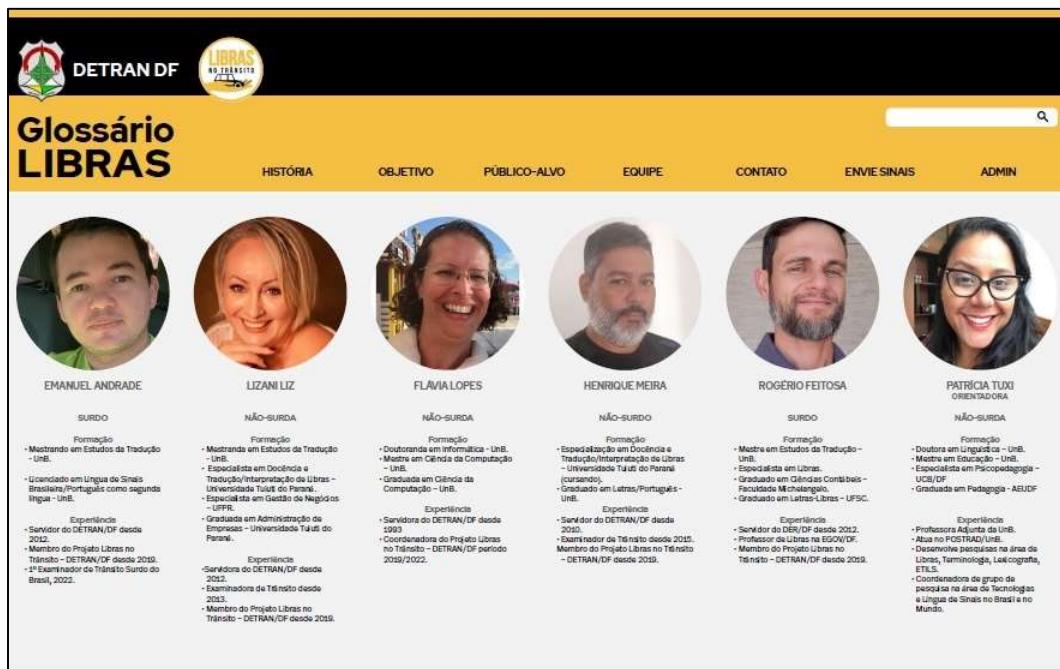 DETRAN DF
LIBRAS
NO TRÂNSITO
Glossário
LIBRAS
HISTÓRIA OBJETIVO PÚBLICO-ALVO EQUIPE CONTATO ENVIE SINAIS ADMIN
EMANUEL ANDRADE
SURDO
Formação
• Mestrando em Estudos da Tradução
- UnB.
• Licenciado em Língua de Sinais
Brasileira/Português como segunda
língua - UnB.
Experiência
• Servidor do DETRAN/DF desde
2012.
• Membro do Projeto Libras no
Trânsito – DETRAN/DF desde 2019.
• 1º Examinador de Trânsito Surdo do
Brasil, 2022.
LIZANI LIZ
NÃO-SURDA
Formação
• Mestranda em Estudos da Tradução
- UnB.
• Especialista em Docência e
Tradução/Interpretação de Libras –
Universidade Tuiuti do Paraná.
• Especialista em Gestão de Negócios
– UFPR.
• Graduada em Administração de
Empresas – Universidade Tuiuti do
Paraná.
Experiência
•Servidora do DETRAN/DF desde
2012.
• Examinadora de Trânsito desde
2013.
• Membro do Projeto Libras no
Trânsito – DETRAN/DF desde 2019.
FLÁVIA LOPES
NÃO-SURDA
Formação
• Doutoranda em Informática - UnB.
• Mestre em Ciência da Computação
– UnB.
• Graduada em Ciência da
Computação – UnB.
Experiência
• Servidora do DETRAN/DF desde
1993
• Coordenadora do Projeto Libras
no Trânsito – DETRAN/DF período
2019/2022.
HENRIQUE MEIRA
NÃO-SURDO
Formação
• Especialização em Docência e
Tradução/Interpretação de Libras
– Universidade Tuiuti do Paraná
(cursando).
• Graduado em Letras/Português -
UnB.
Experiência
• Servidor do DETRAN/DF desde
2010.
• Examinador de Trânsito desde 2015.
Membro do Projeto Libras no Trânsito
– DETRAN/DF desde 2019.
ROGÉRIO FEITOSA
SURDO
Formação
• Mestre em Estudos da Tradução –
UnB.
• Especialista em Libras.
• Graduado em Ciências Contábeis –
Faculdade Michelangelo.
• Graduado em Letras-Libras – UFSC.
Experiência
• Servidor do DER/DF desde 2012.
• Professor de Libras na EGOV/DF.
• Membro do Projeto Libras no
Trânsito – DETRAN/DF desde 2019.
PATRÍCIA TUXI
ORIENTADORA
NÃO-SURDA
Formação
• Doutora em Linguística – UnB.
• Mestre em Educação – UnB.
• Especialista em Psicopedagogia –
UCB/DF
• Graduada em Pedagogia - AEUDF
Experiência
• Professora Adjunta da UnB.
• Atua no POSTRAD/UnB.
• Desenvolve pesquisas na área de
Libras, Terminologia, Lexicografia,
ETILS.
• Coordenadora de grupo de
pesquisa na área de Tecnologias
e Língua de Sinais no Brasil e no
Mundo.